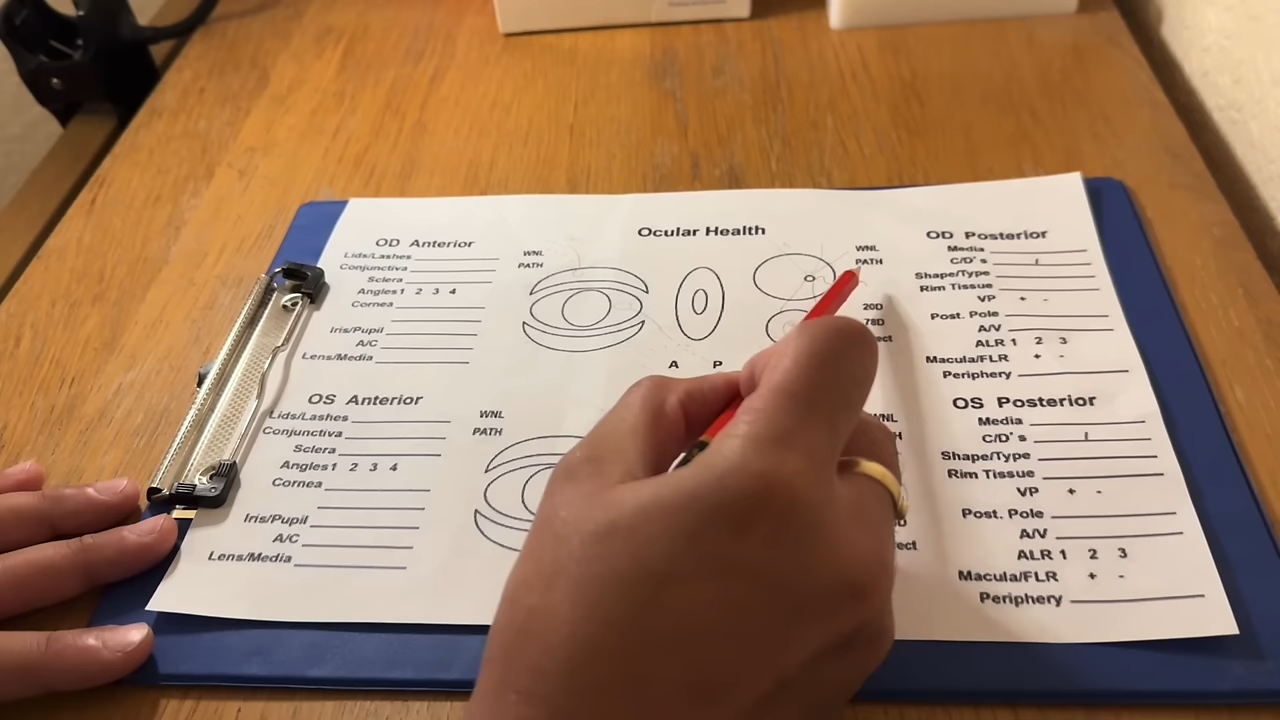 Ocular Health
OD Anterior
Lids/Lashes
Conjunctiva
Sclera
Angles 1 2 3 4
Cornea
Iris/Pupil
A/C
Lens/Media
WNL
PATH
A P
WNL
PATH
20D
78D
ect
OD Posterior
Media
C/D's /
Shape/Type
Rim Tissue
VP + -
Post. Pole
A/V
ALR 1 2 3
Macula/FLR + -
Periphery
OS Anterior
Lids/Lashes
Conjunctiva
Sclera
Angles 1 2 3 4
Cornea
Iris/Pupil
A/C
Lens/Media
WNL
PATH
WNL
H
D
ect
OS Posterior
Media
C/D's /
Shape/Type
Rim Tissue
VP + -
Post. Pole
A/V
ALR 1 2 3
Macula/FLR + -
Periphery